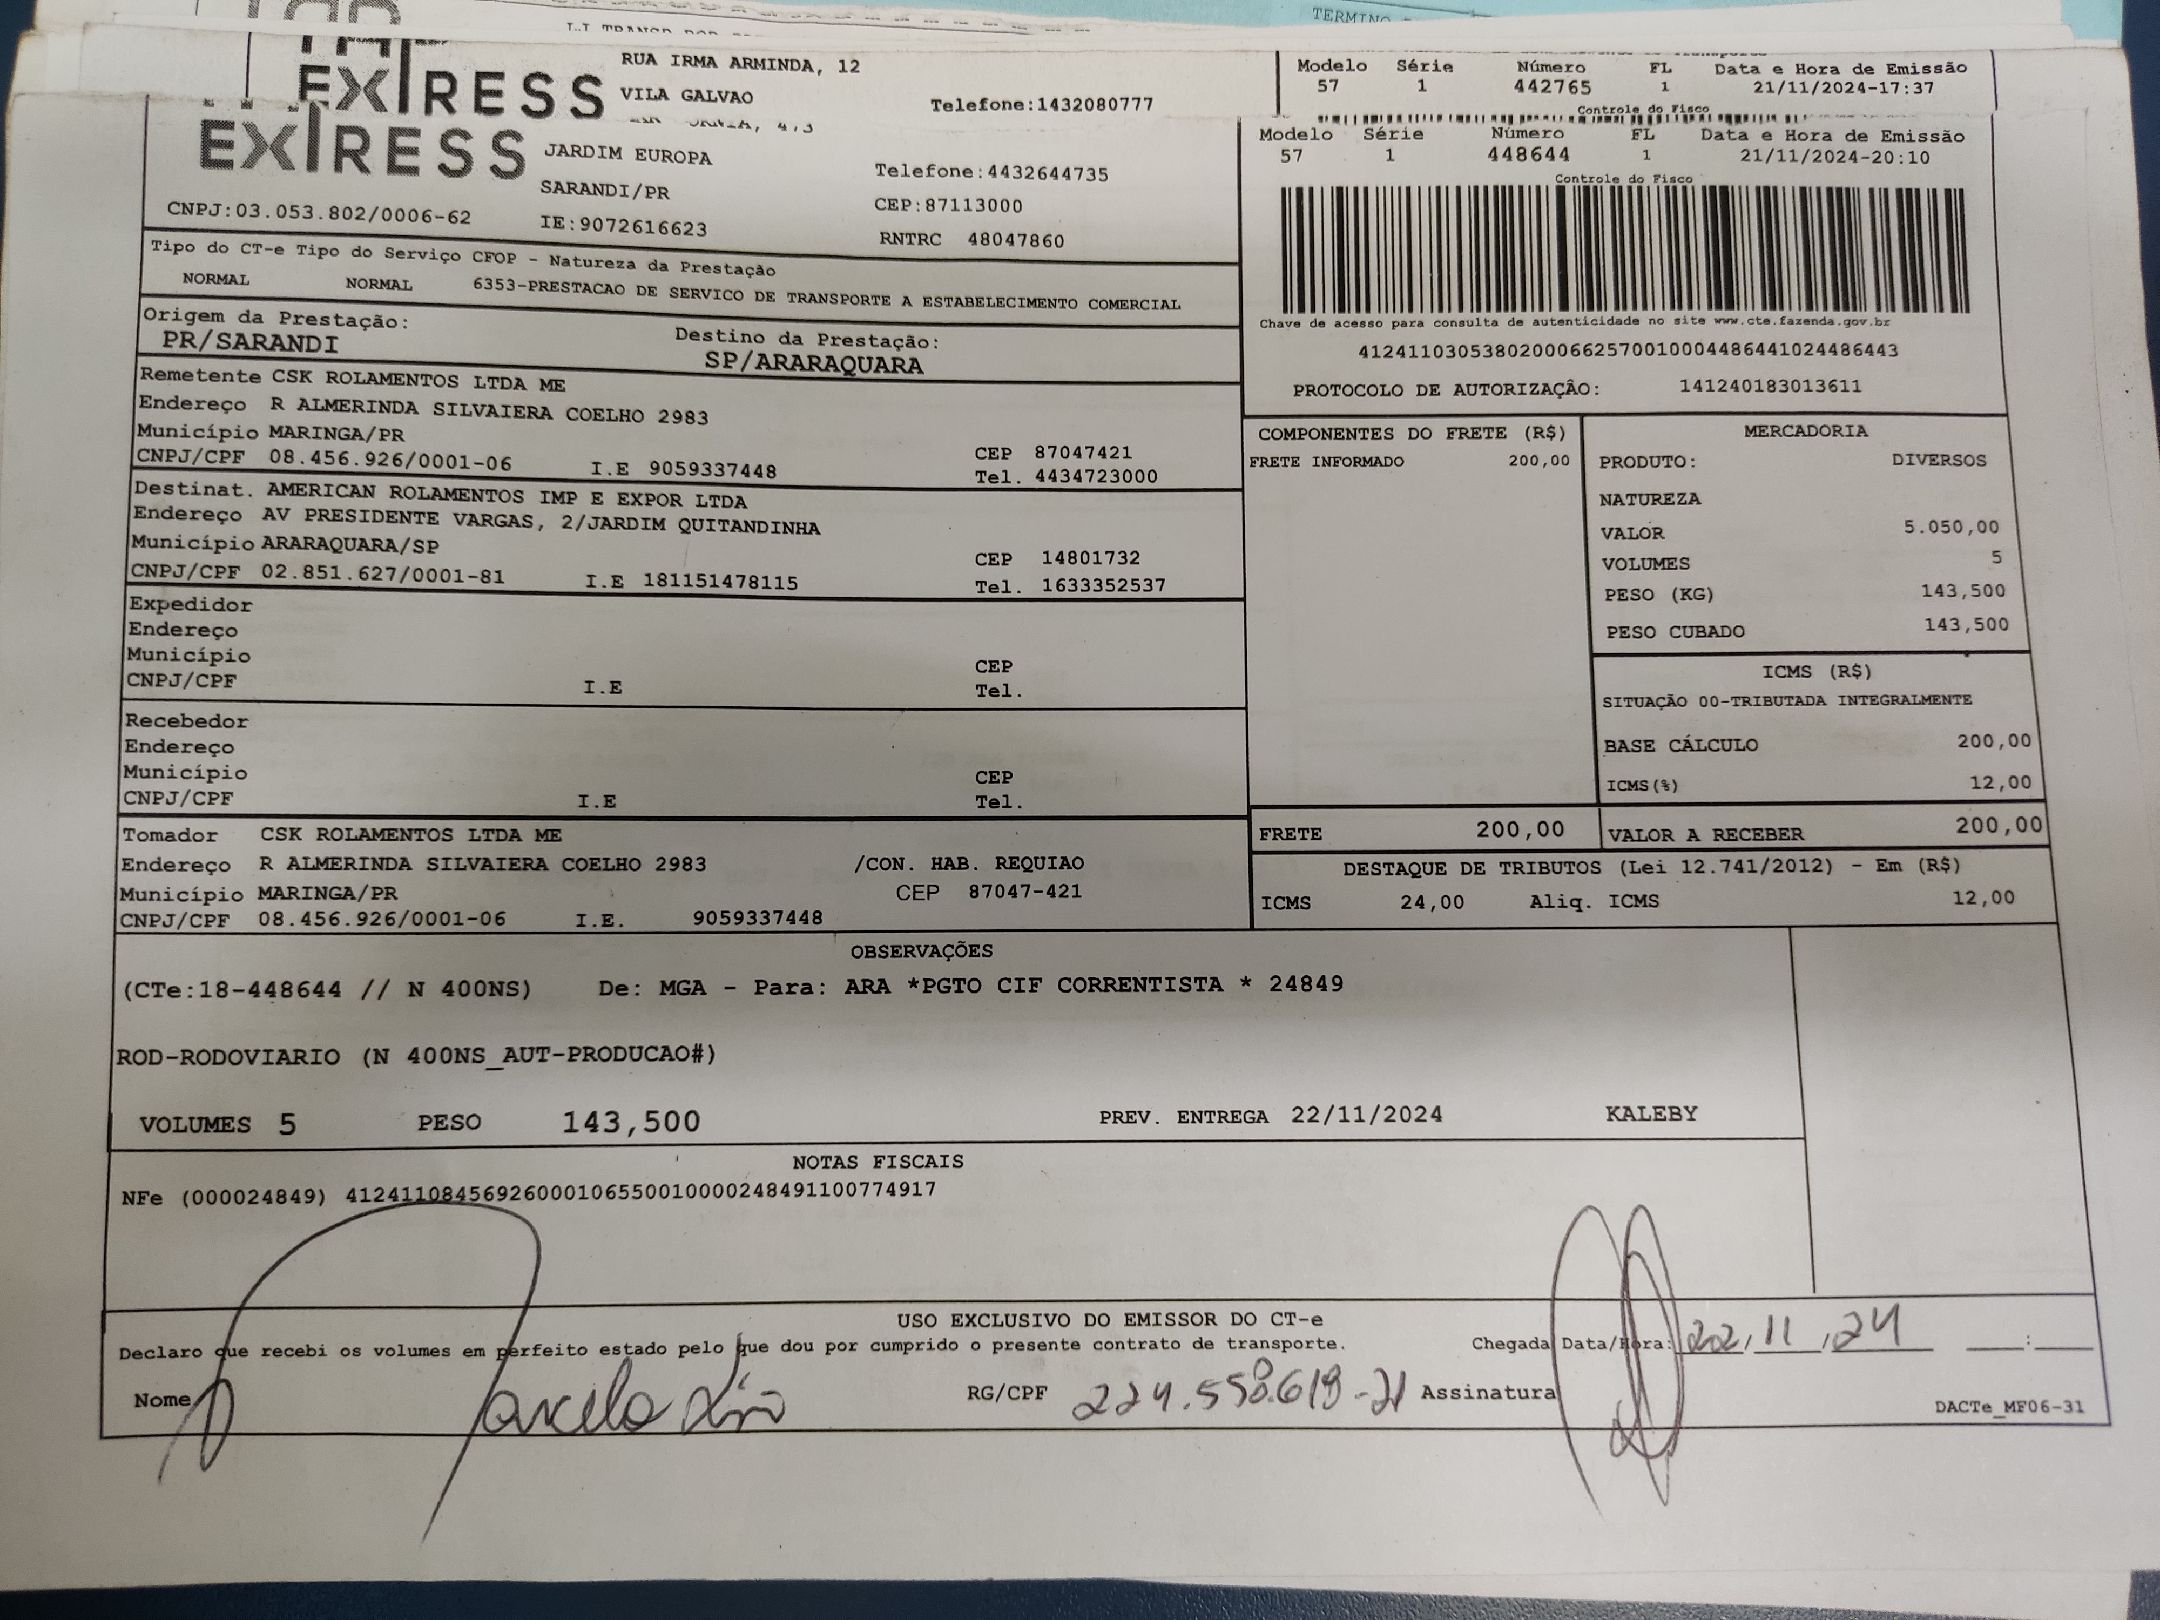 TERMINO
EXPRESS
RUA IRMA ARMINDA, 12
VILA GALVAO
Telefone:1432080777
Modelo Série Número FL Data e Hora de Emissão
57 1 442765 1 21/11/2024-17:37
Controle do Fisco
EXPRESS
JARDIM EUROPA
SARANDI/PR
Telefone:4432644735
CEP:87113000
CNPJ:03.053.802/0006-62
IE:9072616623
RNTRC 48047860
Modelo Série Número FL Data e Hora de Emissão
57 1 448644 1 21/11/2024-20:10
Controle do Fisco
Chave de acesso para consulta de autenticidade no site www.cte.fazenda.gov.br
41241103053802000662570010004486441024486443
PROTOCOLO DE AUTORIZAÇÃO: 141240183013611
Tipo do CT-e Tipo do Serviço CFOP - Natureza da Prestação
NORMAL NORMAL 6353-PRESTACAO DE SERVICO DE TRANSPORTE A ESTABELECIMENTO COMERCIAL
Origem da Prestação: Destino da Prestação:
PR/SARANDI SP/ARARAQUARA
Remetente CSK ROLAMENTOS LTDA ME
Endereço R ALMERINDA SILVAIERA COELHO 2983
Município MARINGA/PR CEP 87047421
CNPJ/CPF 08.456.926/0001-06 I.E 9059337448 Tel. 4434723000
Destinat. AMERICAN ROLAMENTOS IMP E EXPOR LTDA
Endereço AV PRESIDENTE VARGAS, 2/JARDIM QUITANDINHA
Município ARARAQUARA/SP CEP 14801732
CNPJ/CPF 02.851.627/0001-81 I.E 181151478115 Tel. 1633352537
Expedidor
Endereço
Município CEP
CNPJ/CPF I.E Tel.
Recebedor
Endereço
Município CEP
CNPJ/CPF I.E Tel.
Tomador CSK ROLAMENTOS LTDA ME
Endereço R ALMERINDA SILVAIERA COELHO 2983 /CON. HAB. REQUIAO
Município MARINGA/PR CEP 87047-421
CNPJ/CPF 08.456.926/0001-06 I.E. 9059337448
COMPONENTES DO FRETE (R$)
FRETE INFORMADO 200,00
MERCADORIA
PRODUTO: DIVERSOS
NATUREZA
VALOR 5.050,00
VOLUMES 5
PESO (KG) 143,500
PESO CUBADO 143,500
ICMS (R$)
SITUAÇÃO 00-TRIBUTADA INTEGRALMENTE
BASE CÁLCULO 200,00
ICMS(%) 12,00
FRETE 200,00 VALOR A RECEBER 200,00
DESTAQUE DE TRIBUTOS (Lei 12.741/2012) - Em (R$)
ICMS 24,00 Aliq. ICMS 12,00
OBSERVAÇÕES
(CTe:18-448644 // N 400NS) De: MGA - Para: ARA *PGTO CIF CORRENTISTA * 24849
ROD-RODOVIARIO (N 400NS_AUT-PRODUCAO#)
VOLUMES 5 PESO 143,500 PREV. ENTREGA 22/11/2024 KALEBY
NOTAS FISCAIS
NFe (000024849) 41241108456926000106550010000248491100774917
USO EXCLUSIVO DO EMISSOR DO CT-e
Declaro que recebi os volumes em perfeito estado pelo que dou por cumprido o presente contrato de transporte. Chegada Data/Hora: 22, 11, 24 :
Nome RG/CPF Assinatura
DACTe_MF06-31